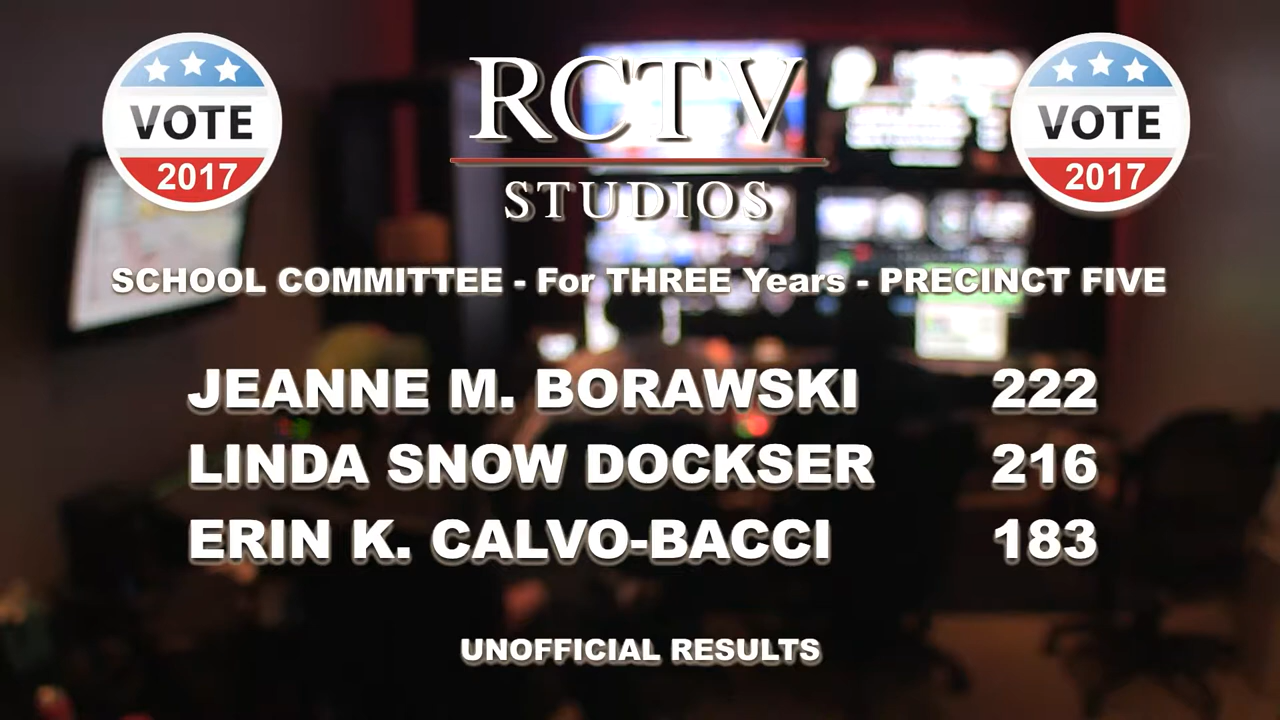 VOTE
2017
RCTV
STUDIOS
VOTE
2017
SCHOOL COMMITTEE - For THREE Years - PRECINCT FIVE
JEANNE M. BORAWSKI 222
LINDA SNOW DOCKSER 216
ERIN K. CALVO-BACCI 183
UNOFFICIAL RESULTS